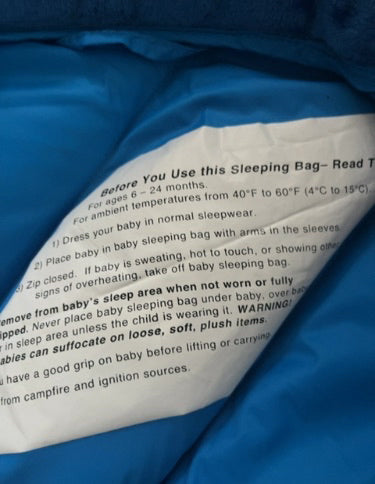 Before You Use this Sleeping Bag– Read T
For ages 6 – 24 months.
For ambient temperatures from 40°F to 60°F (4°C to 15°C).
1) Dress your baby in normal sleepwear.
2) Place baby in baby sleeping bag with arms in the sleeves.
3) Zip closed. If baby is sweating, hot to touch, or showing other
signs of overheating, take off baby sleeping bag.
emove from baby's sleep area when not worn or fully
ipped. Never place baby sleeping bag under baby, over baby
r in sleep area unless the child is wearing it. WARNING!
abies can suffocate on loose, soft, plush items.
u have a good grip on baby before lifting or carrying
from campfire and ignition sources.